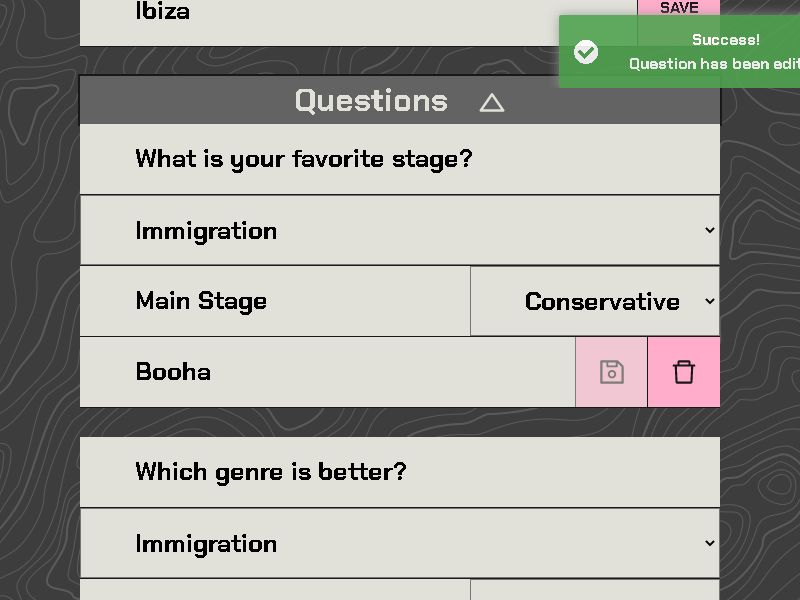 Ibiza
SAVE
Success!
Question has been edit
Questions
What is your favorite stage?
Immigration
Main Stage
Conservative
Booha
Which genre is better?
Immigration